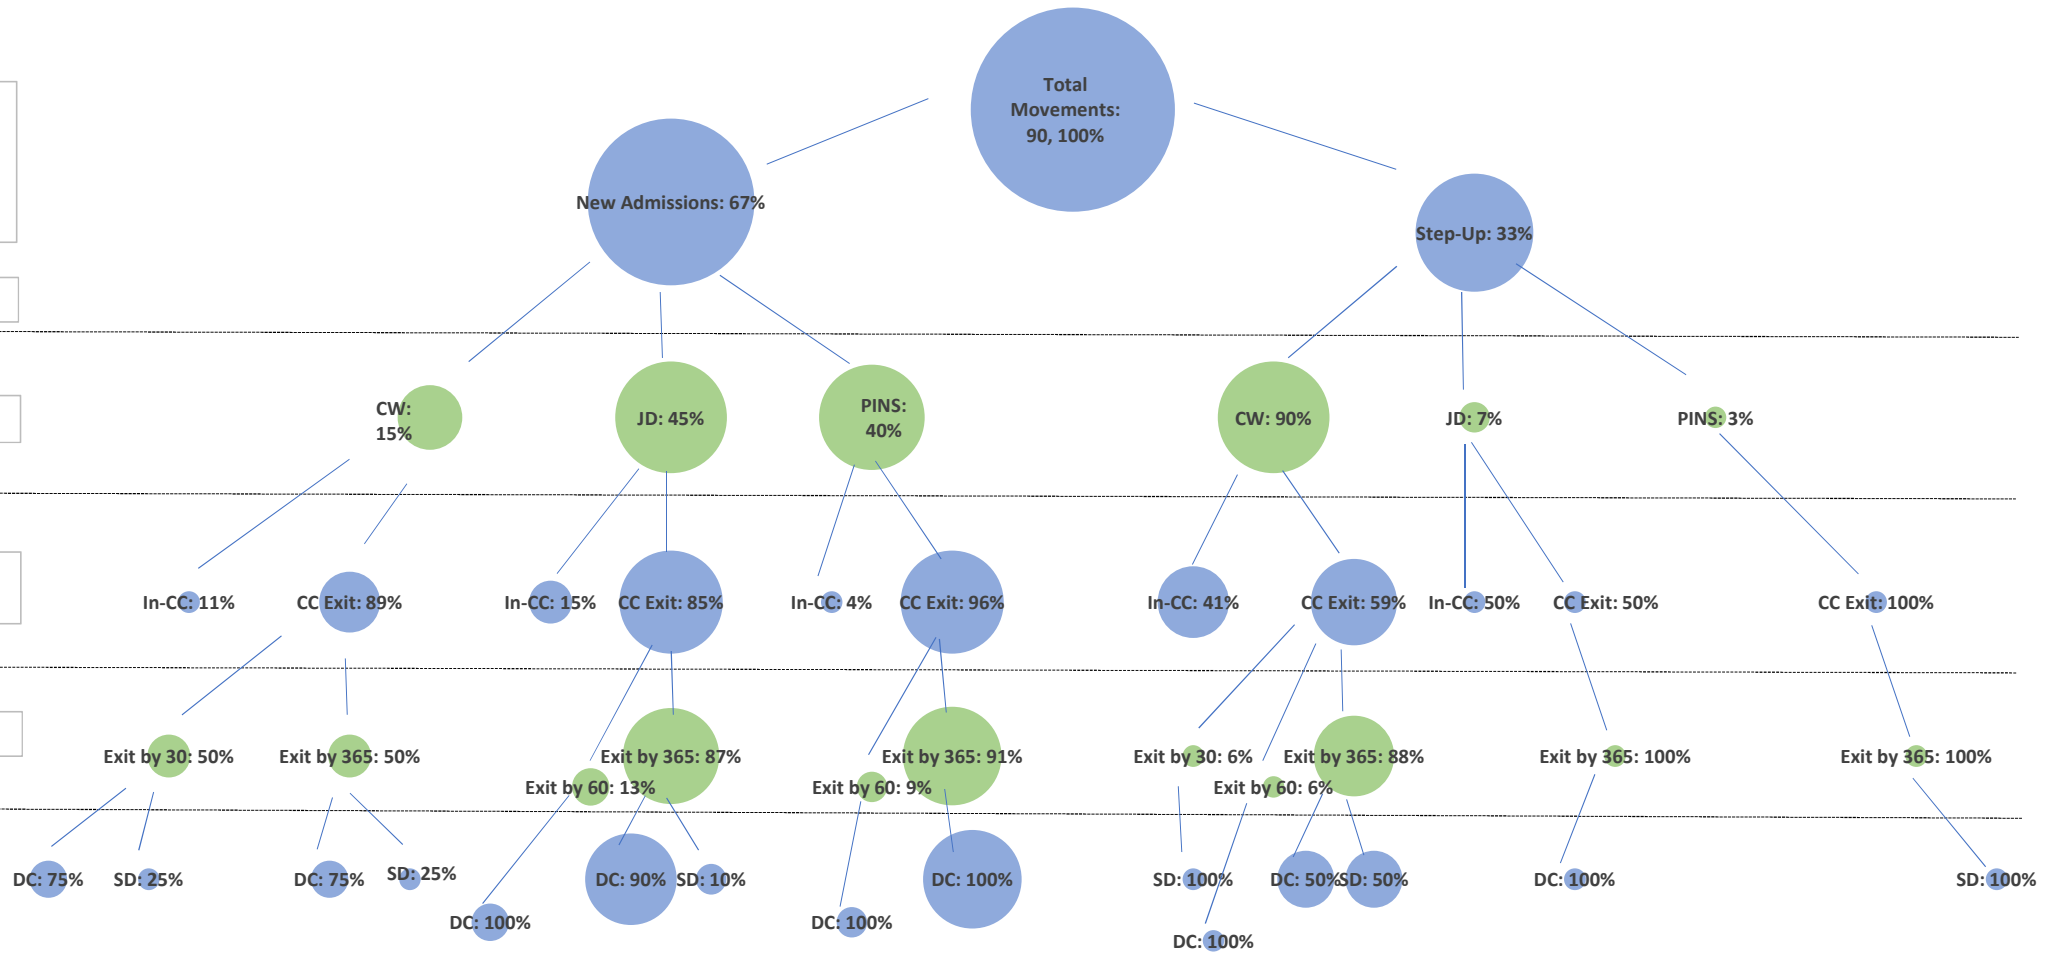 Total
Movements:
90, 100%
New Admissions: 67%
Step-Up: 33%
CW:
15%
JD: 45%
PINS:
40%
CW: 90%
JD: 7%
PINS: 3%
In-CC: 11%
CC Exit: 89%
In-CC: 15%
CC Exit: 85%
In-CC: 4%
CC Exit: 96%
In-CC: 41%
CC Exit: 59%
In-CC: 50%
CC Exit: 50%
CC Exit: 100%
Exit by 30: 50%
Exit by 365: 50%
Exit by 365: 87%
Exit by 60: 13%
Exit by 365: 91%
Exit by 60: 9%
Exit by 30: 6%
Exit by 365: 88%
Exit by 60: 6%
Exit by 365: 100%
Exit by 365: 100%
DC: 75%
SD: 25%
DC: 75%
SD: 25%
DC: 100%
DC: 90%
SD: 10%
DC: 100%
DC: 100%
SD: 100%
DC: 100%
DC: 50%
SD: 50%
DC: 100%
SD: 100%